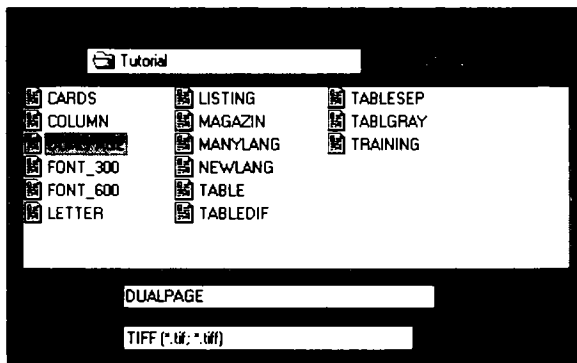 Tutorial
CARDS LISTING TABLESEP
COLUMN MAGAZIN TABLGRAY
MANYLANG TRAINING
FONT_300 NEWLANG
FONT_600 TABLE
LETTER TABLEDIF
DUALPAGE
TIFF (*.tif; *.tiff)